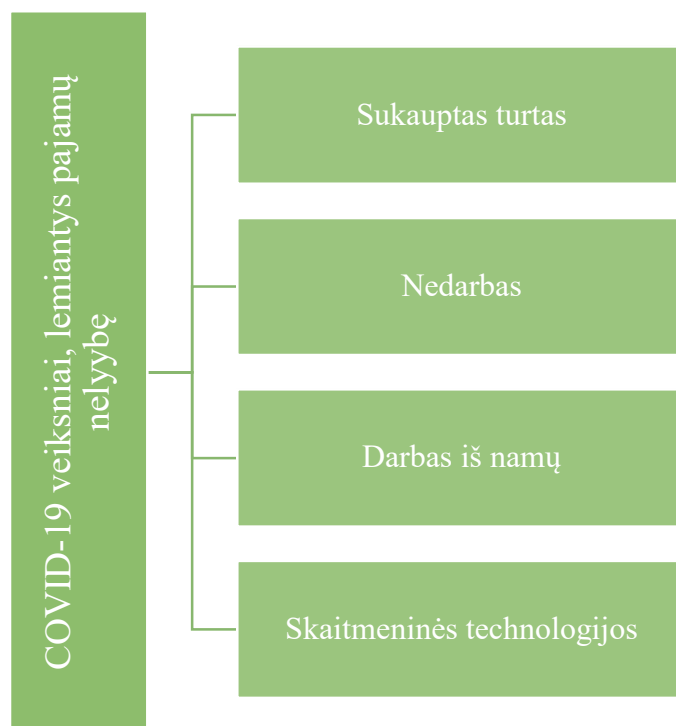 COVID-19 veiksniai, lemiantys pajamų
nelyybę
Sukauptas turtas
Nedarbas
Darbas iš namų
Skaitmeninės technologijos